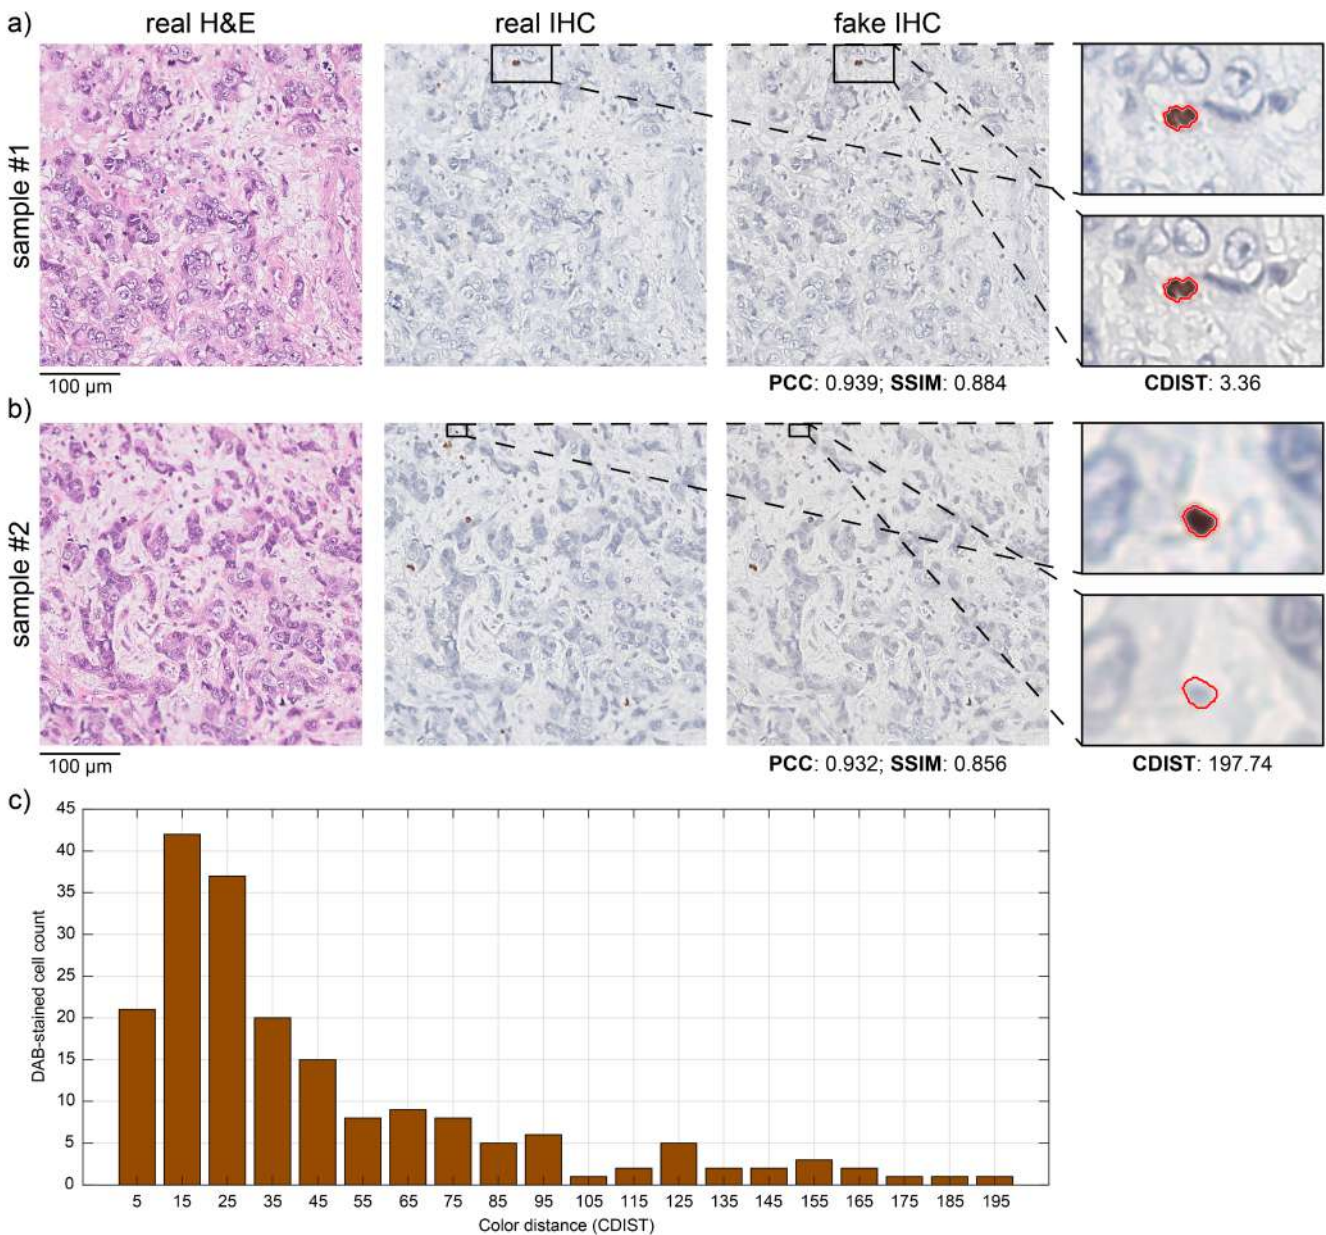 a)
real H&E
real IHC
fake IHC
sample #1
100 µm
PCC: 0.939; SSIM: 0.884
CDIST: 3.36
b)
sample #2
100 µm
PCC: 0.932; SSIM: 0.856
CDIST: 197.74
c)
45
40
35
30
25
20
15
10
5
0
DAB-stained cell count
5 15 25 35 45 55 65 75 85 95 105 115 125 135 145 155 165 175 185 195
Color distance (CDIST)